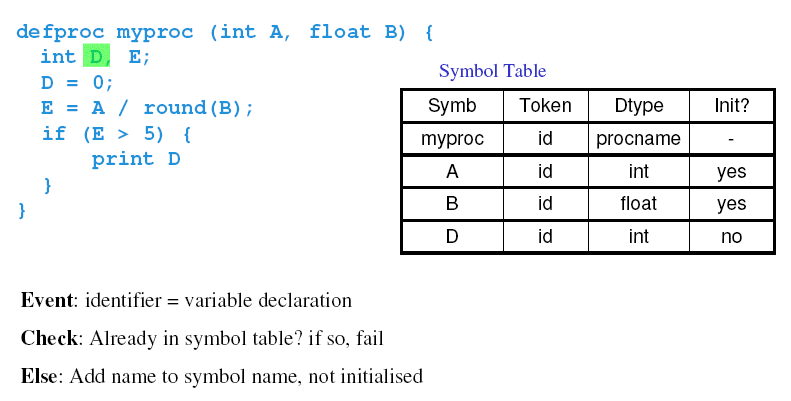 defproc myproc (int A, float B) {
int D, E;
D = 0;
E = A / round(B);
if (E > 5) {
print D
}
}
Symbol Table
Symb Token Dtype Init?
myproc id procname -
A id int yes
B id float yes
D id int no
Event: identifier = variable declaration
Check: Already in symbol table? if so, fail
Else: Add name to symbol name, not initialised